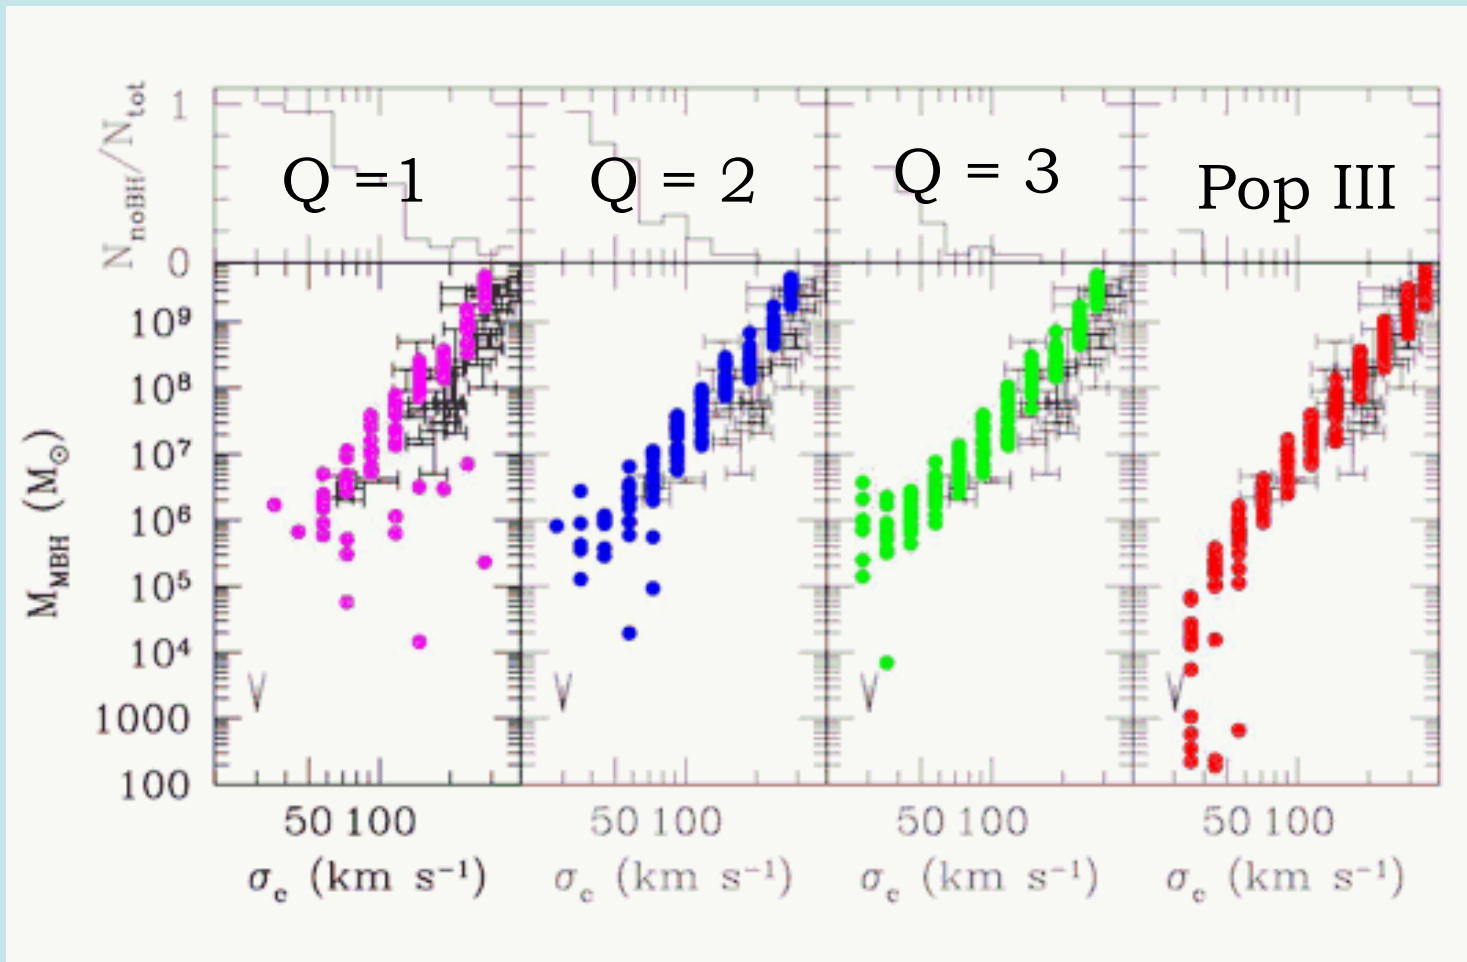 N_noBH/N_tot
1
0
Q =1
Q = 2
Q = 3
Pop III
M_MBH (M_⊙)
10⁹
10⁸
10⁷
10⁶
10⁵
10⁴
1000
100
50 100
50 100
50 100
50 100
σ_c (km s⁻¹)
σ_c (km s⁻¹)
σ_c (km s⁻¹)
σ_c (km s⁻¹)